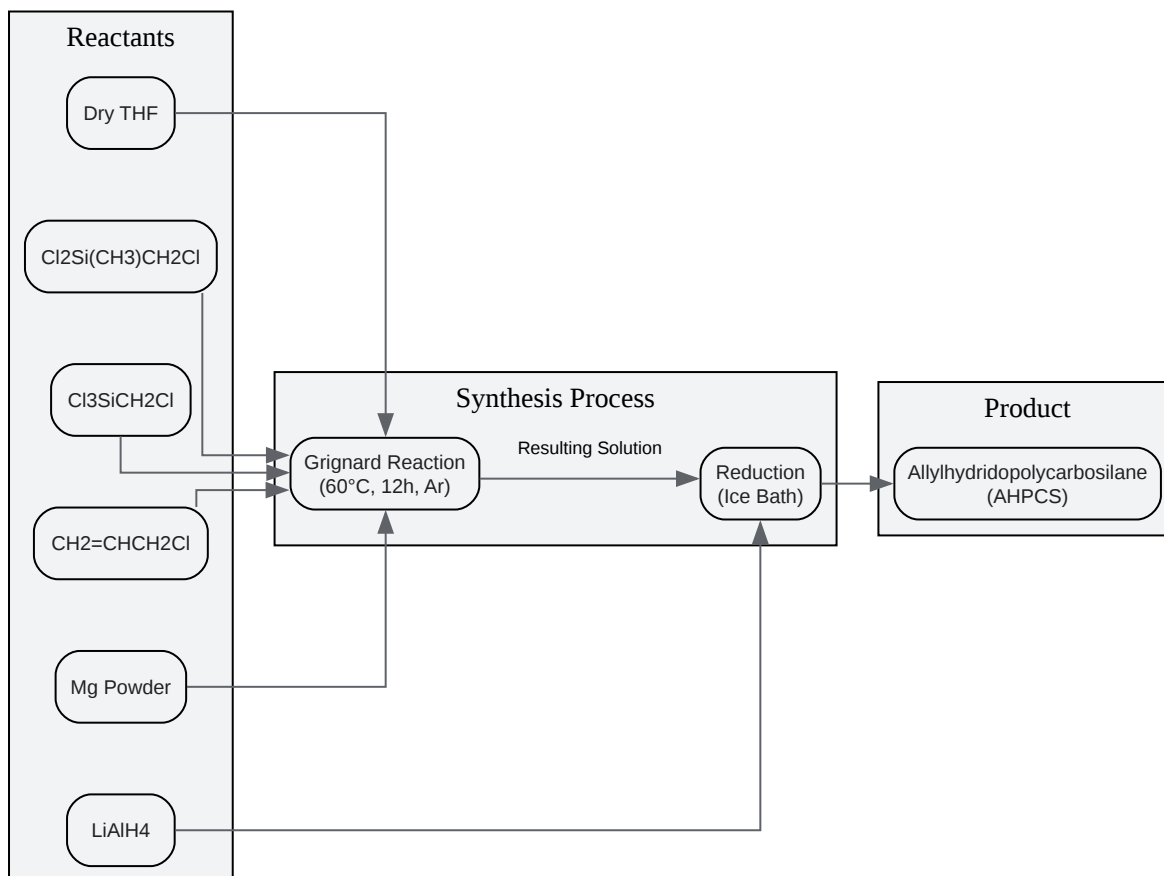 Reactants
Dry THF
Cl2Si(CH3)CH2Cl
Cl3SiCH2Cl
CH2=CHCH2Cl
Mg Powder
LiAlH4
Synthesis Process
Grignard Reaction
(60°C, 12h, Ar)
Resulting Solution
Reduction
(Ice Bath)
Product
Allylhydridopolycarbosilane
(AHPCS)